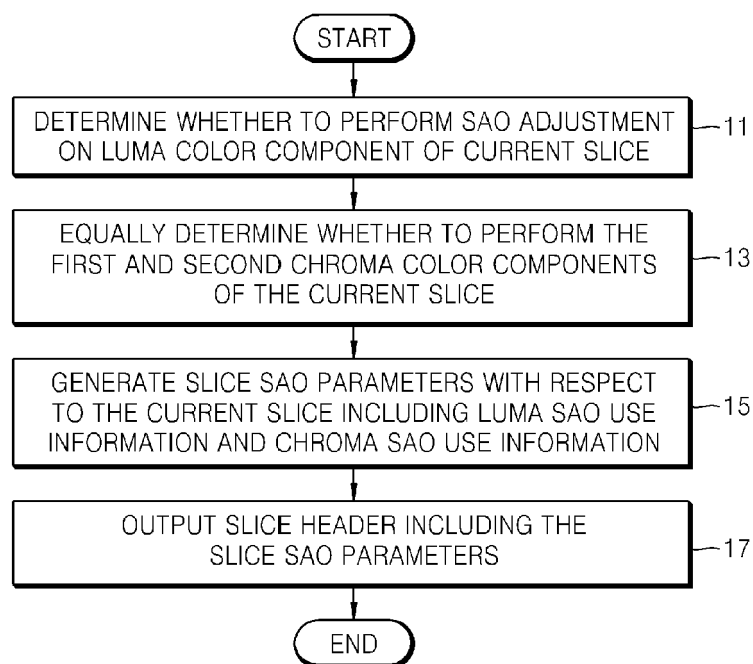 START
DETERMINE WHETHER TO PERFORM SAO ADJUSTMENT
ON LUMA COLOR COMPONENT OF CURRENT SLICE
11
EQUALLY DETERMINE WHETHER TO PERFORM THE
FIRST AND SECOND CHROMA COLOR COMPONENTS
OF THE CURRENT SLICE
13
GENERATE SLICE SAO PARAMETERS WITH RESPECT
TO THE CURRENT SLICE INCLUDING LUMA SAO USE
INFORMATION AND CHROMA SAO USE INFORMATION
15
OUTPUT SLICE HEADER INCLUDING THE
SLICE SAO PARAMETERS
17
END